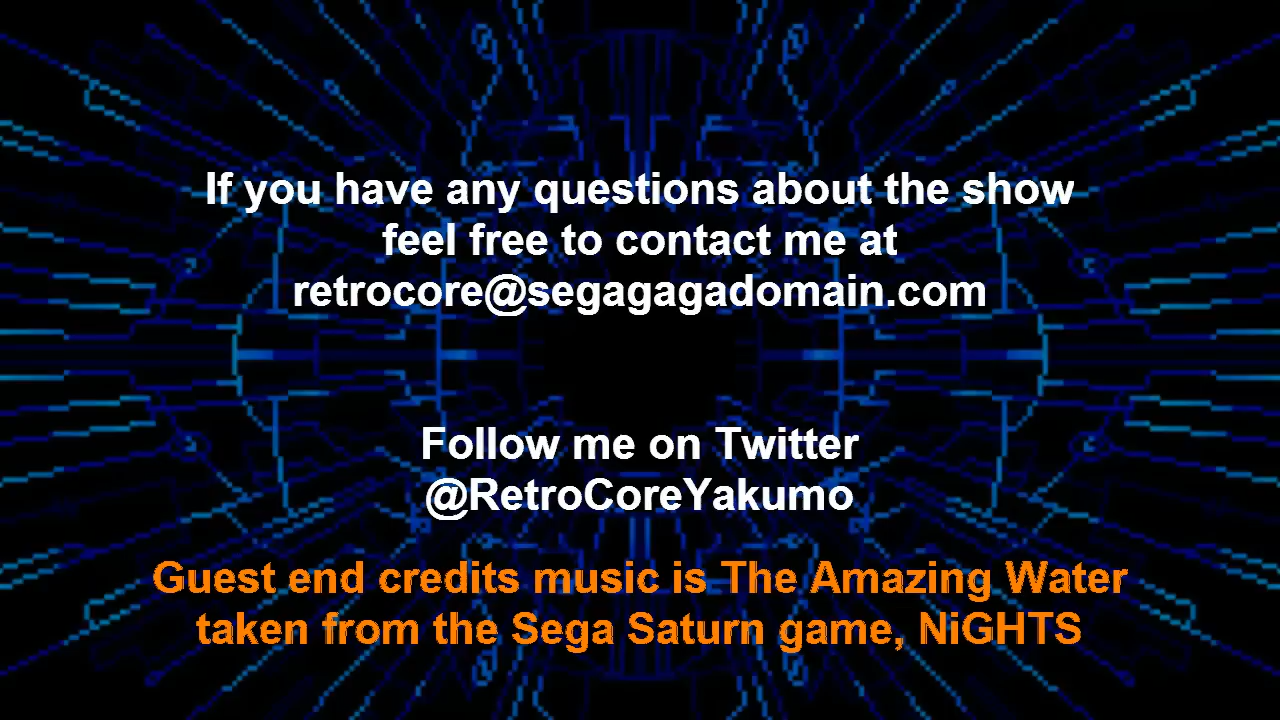 If you have any questions about the show
feel free to contact me at
retrocore@segagagadomain.com
Follow me on Twitter
@RetroCoreYakumo
Guest end credits music is The Amazing Water
taken from the Sega Saturn game, NiGHTS